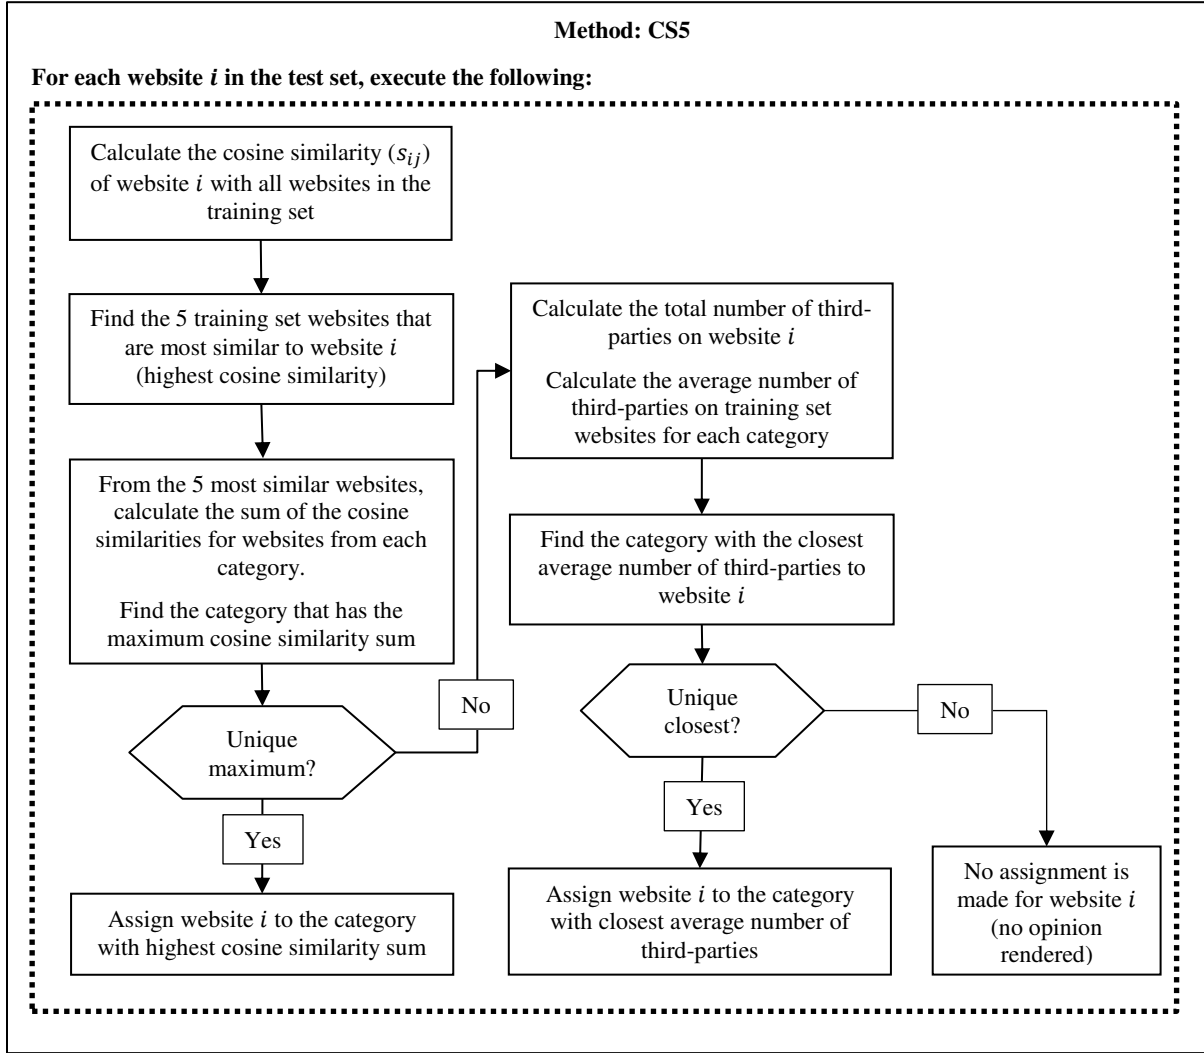 Method: CS5
For each website i in the test set, execute the following:
Calculate the cosine similarity (sᵢⱼ)
of website i with all websites in the
training set
Find the 5 training set websites that
are most similar to website i
(highest cosine similarity)
From the 5 most similar websites,
calculate the sum of the cosine
similarities for websites from each
category.
Find the category that has the
maximum cosine similarity sum
Unique
maximum?
No
Yes
Assign website i to the category
with highest cosine similarity sum
Calculate the total number of third-
parties on website i
Calculate the average number of
third-parties on training set
websites for each category
Find the category with the closest
average number of third-parties to
website i
Unique
closest?
No
Yes
Assign website i to the category
with closest average number of
third-parties
No assignment is
made for website i
(no opinion
rendered)